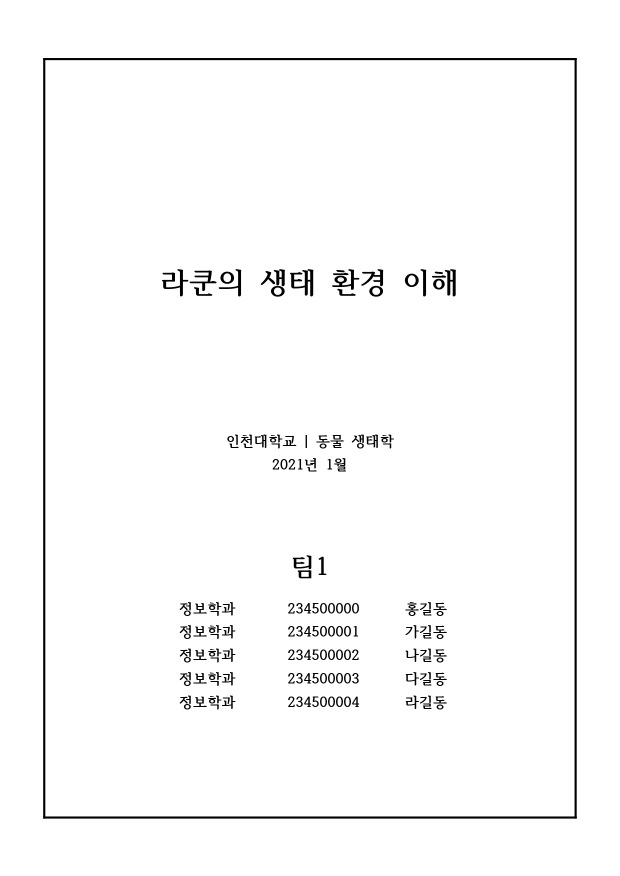 라쿤의 생태 환경 이해
인천대학교 | 동물 생태학
2021년 1월
팀1
정보학과 234500000 홍길동
정보학과 234500001 가길동
정보학과 234500002 나길동
정보학과 234500003 다길동
정보학과 234500004 라길동